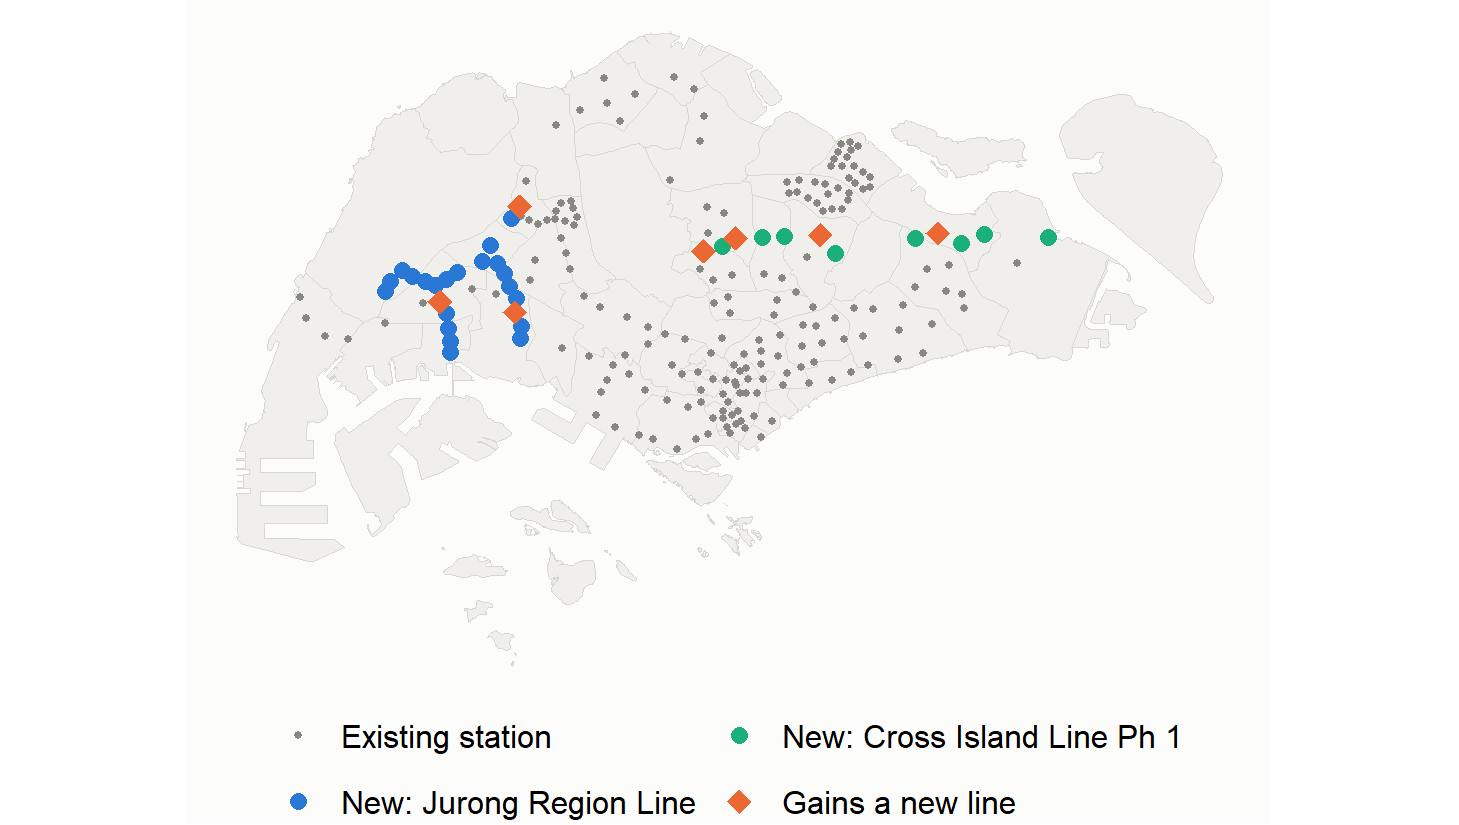 Existing station
New: Cross Island Line Ph 1
New: Jurong Region Line
Gains a new line